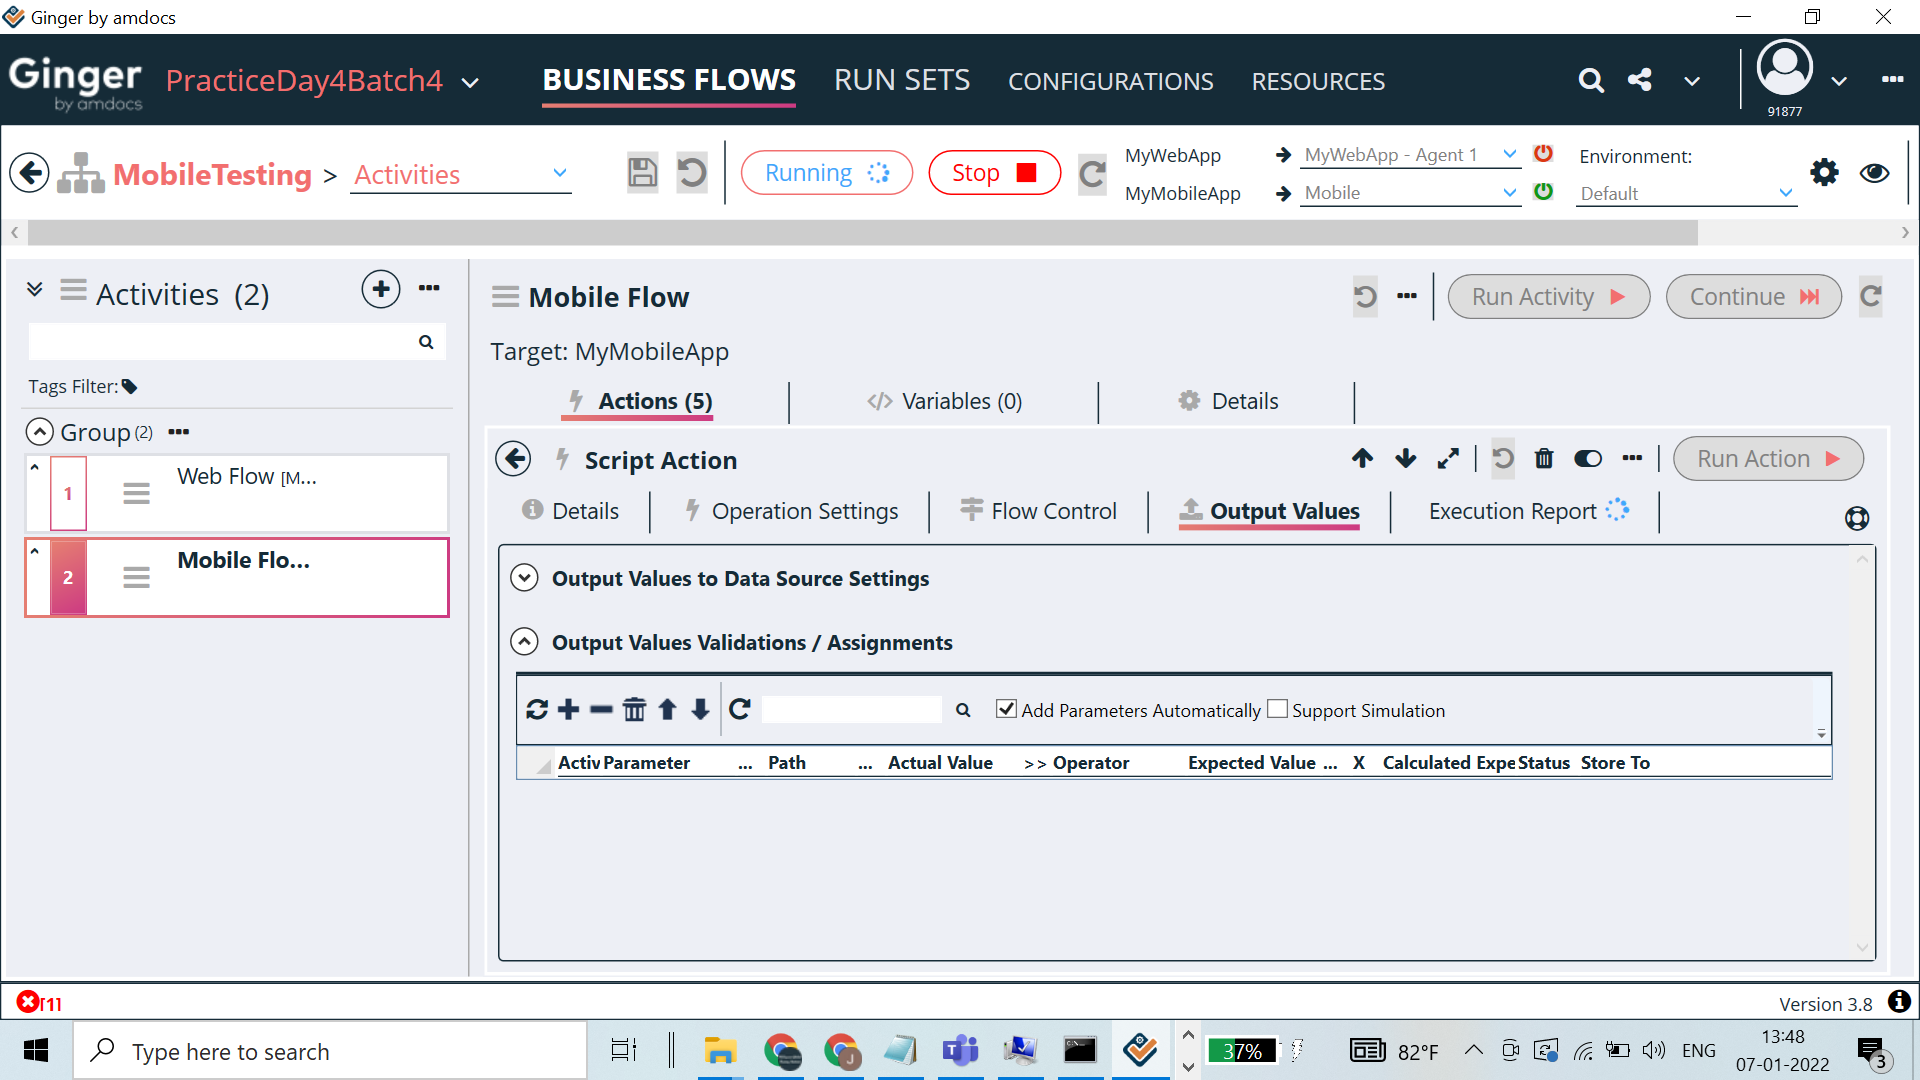 Ginger by amdocs
Ginger
by amdocs
PracticeDay4Batch4
BUSINESS FLOWS
RUN SETS
CONFIGURATIONS
RESOURCES
91877
MobileTesting > Activities
Running
Stop
MyWebApp
MyWebApp - Agent 1
MyMobileApp
Mobile
Environment:
Default
Activities (2)
Tags Filter:
Group (2)
1
Web Flow [M...
2
Mobile Flo...
Mobile Flow
Run Activity
Continue
Target: MyMobileApp
Actions (5)
Variables (0)
Details
Script Action
Run Action
Details
Operation Settings
Flow Control
Output Values
Execution Report
Output Values to Data Source Settings
Output Values Validations / Assignments
Add Parameters Automatically
Support Simulation
Activ Parameter ... Path ... Actual Value >> Operator Expected Value ... X Calculated Expe Status Store To
[1]
Version 3.8
Type here to search
37%
82°F
ENG
13:48
07-01-2022
3